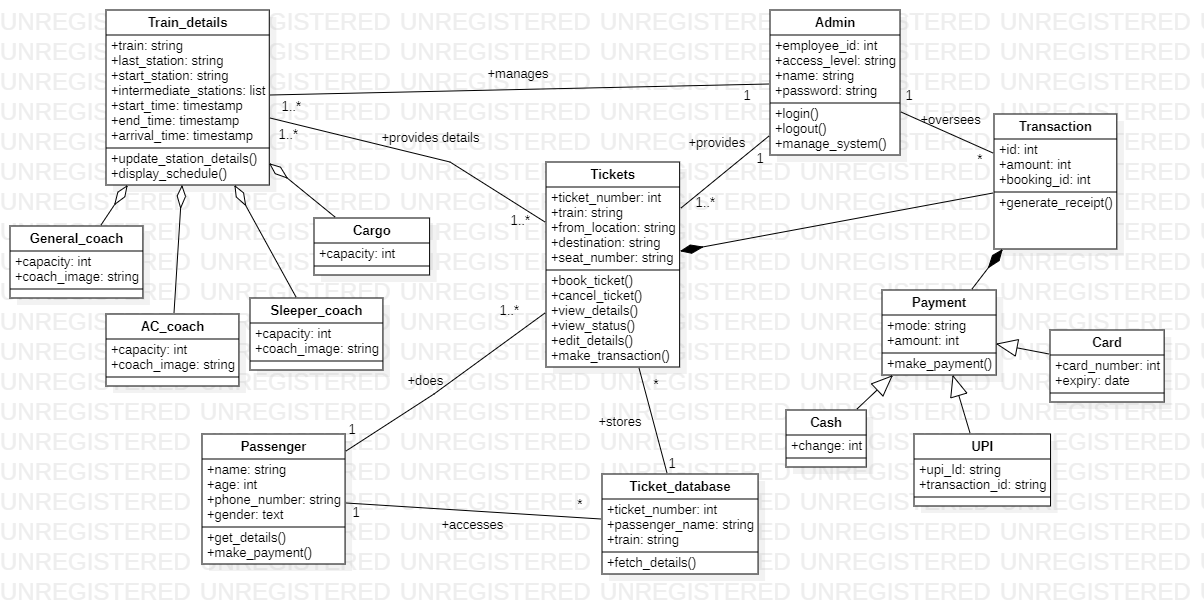 Train_details
+train: string
+last_station: string
+start_station: string
+intermediate_stations: list
+start_time: timestamp
+end_time: timestamp
+arrival_time: timestamp
+update_station_details()
+display_schedule()
+manages
1..*
1
Admin
+employee_id: int
+access_level: string
+name: string
+password: string
+login()
+logout()
+manage_system()
1
+oversees
*
Transaction
+id: int
+amount: int
+booking_id: int
+generate_receipt()
1..*
+provides details
1..*
+provides
1
1..*
Tickets
+ticket_number: int
+train: string
+from_location: string
+destination: string
+seat_number: string
+book_ticket()
+cancel_ticket()
+view_details()
+view_status()
+edit_details()
+make_transaction()
General_coach
+capacity: int
+coach_image: string
Cargo
+capacity: int
AC_coach
+capacity: int
+coach_image: string
Sleeper_coach
+capacity: int
+coach_image: string
Payment
+mode: string
+amount: int
+make_payment()
Card
+card_number: int
+expiry: date
Cash
+change: int
UPI
+upi_Id: string
+transaction_id: string
1..*
+does
1
Passenger
+name: string
+age: int
+phone_number: string
+gender: text
+get_details()
+make_payment()
*
+stores
1
1
+accesses
*
Ticket_database
+ticket_number: int
+passenger_name: string
+train: string
+fetch_details()
UNREGISTERED